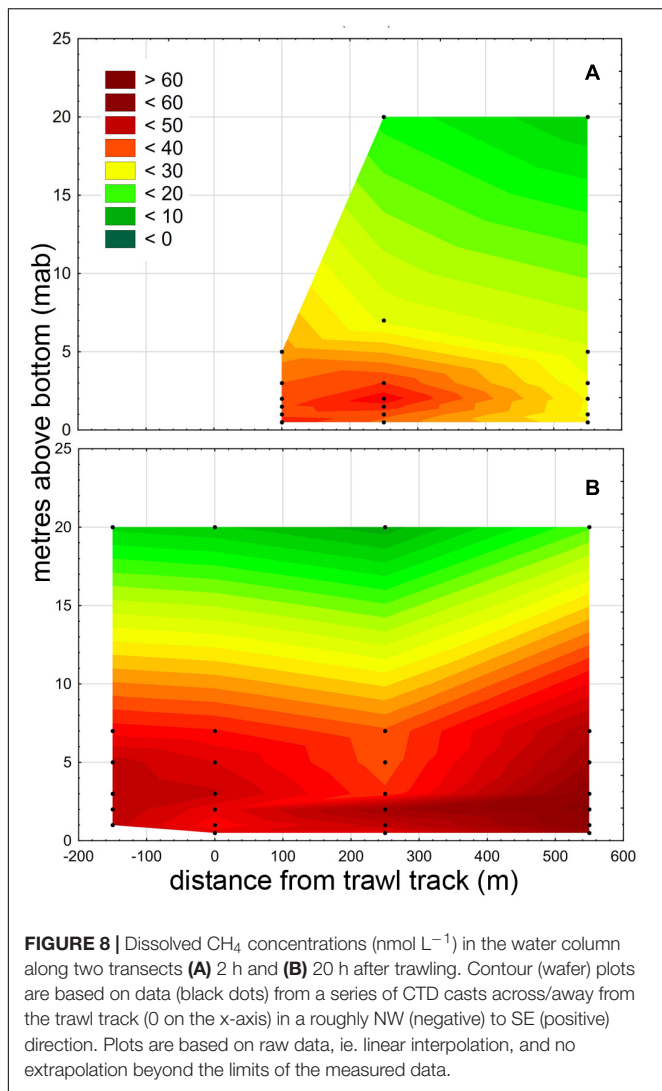 25
20
15
10
5
0
A
> 60
< 60
< 50
< 40
< 30
< 20
< 10
< 0
metres above bottom (mab)
25
20
15
10
5
0
B
-200 -100 0 100 200 300 400 500 600
distance from trawl track (m)
FIGURE 8 | Dissolved CH₄ concentrations (nmol L⁻¹) in the water column
along two transects (A) 2 h and (B) 20 h after trawling. Contour (wafer) plots
are based on data (black dots) from a series of CTD casts across/away from
the trawl track (0 on the x-axis) in a roughly NW (negative) to SE (positive)
direction. Plots are based on raw data, ie. linear interpolation, and no
extrapolation beyond the limits of the measured data.